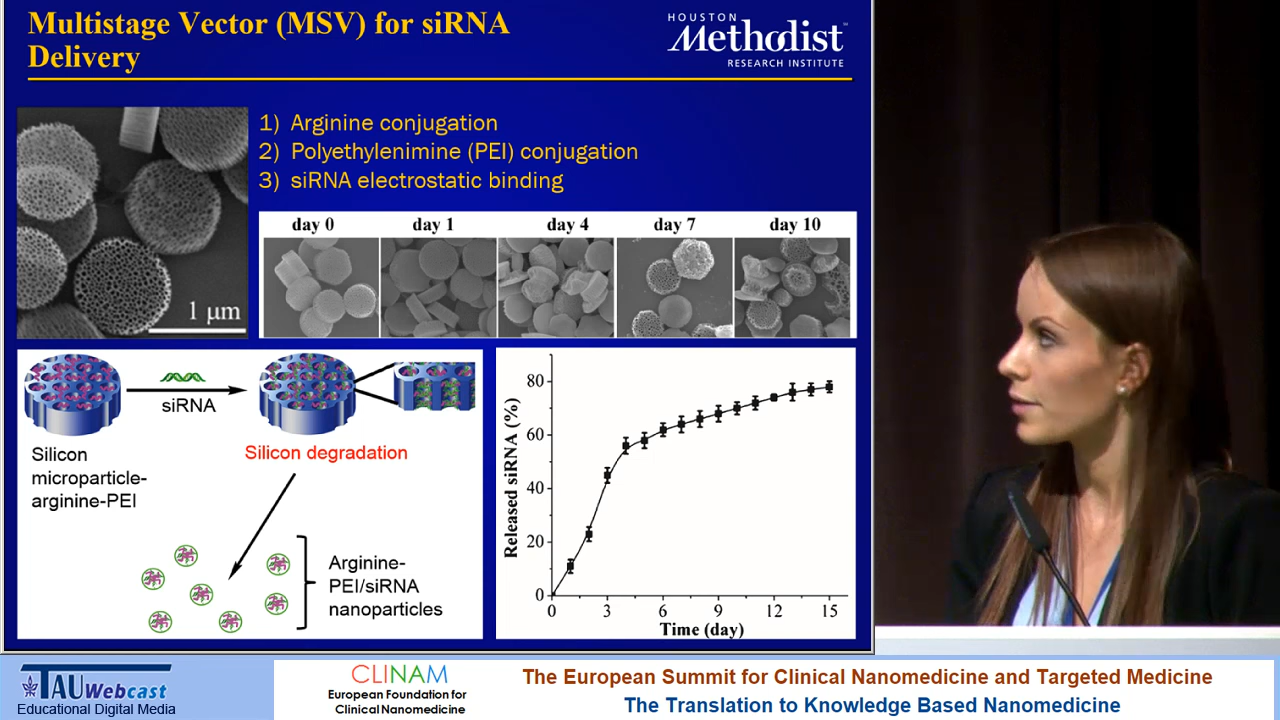 Multistage Vector (MSV) for siRNA
Delivery
HOUSTON
Methodist
RESEARCH INSTITUTE
1) Arginine conjugation
2) Polyethylenimine (PEI) conjugation
3) siRNA electrostatic binding
1 μm
day 0 day 1 day 4 day 7 day 10
siRNA
Silicon
microparticle-
arginine-PEI
Silicon degradation
Arginine-
PEI/siRNA
nanoparticles
Released siRNA (%)
80
60
40
20
0
0 3 6 9 12 15
Time (day)
TAU Webcast
Educational Digital Media
CLINAM
European Foundation for
Clinical Nanomedicine
The European Summit for Clinical Nanomedicine and Targeted Medicine
The Translation to Knowledge Based Nanomedicine